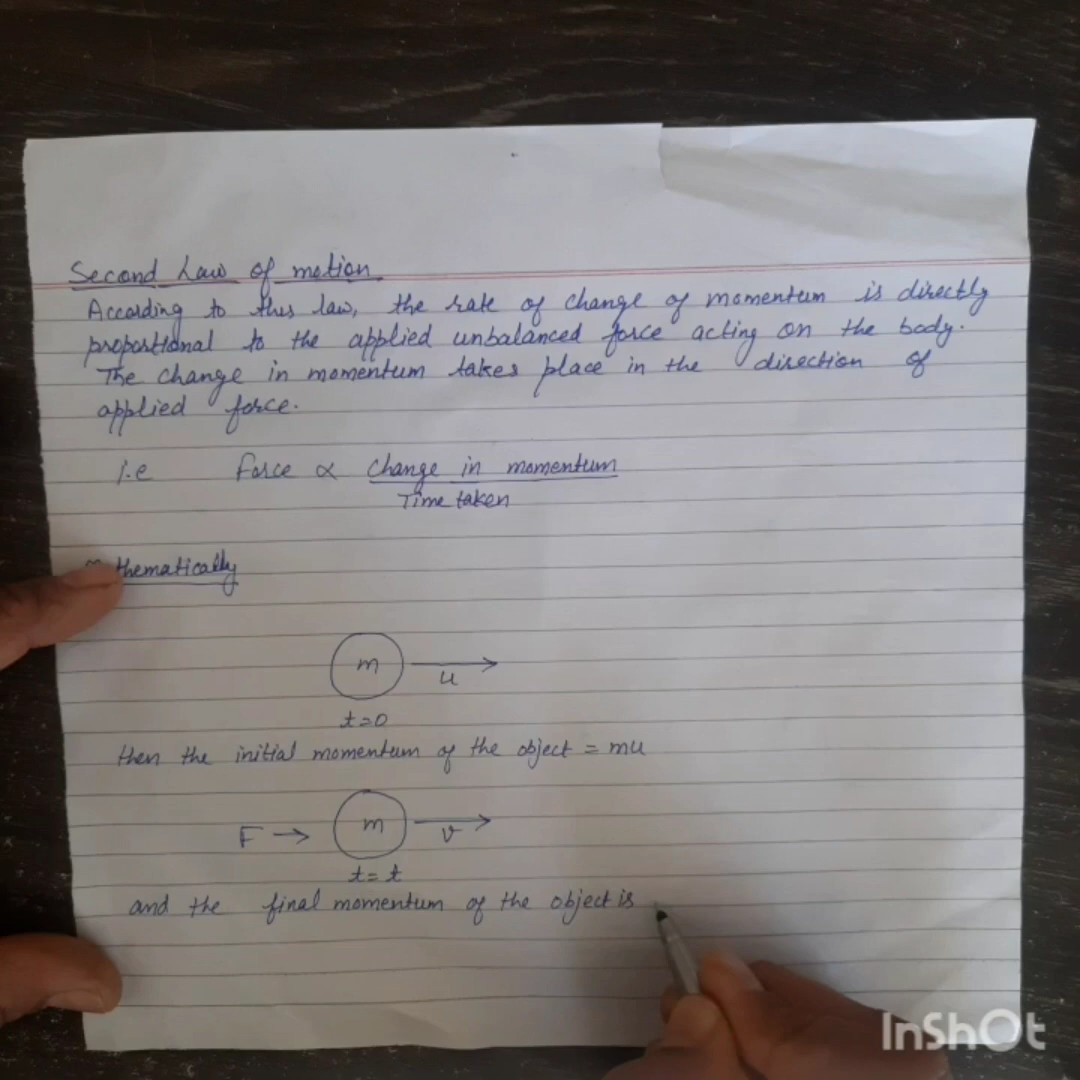 Second Law of motion
According to this law, the rate of change of momentum is directly
proportional to the applied unbalanced force acting on the body.
The change in momentum takes place in the direction of
applied force.
i.e force ∝ change in momentum
Time taken
thematically
m
u
t=0
then the initial momentum of the object = mu
F → m
v
t=t
and the final momentum of the object is
InShOt